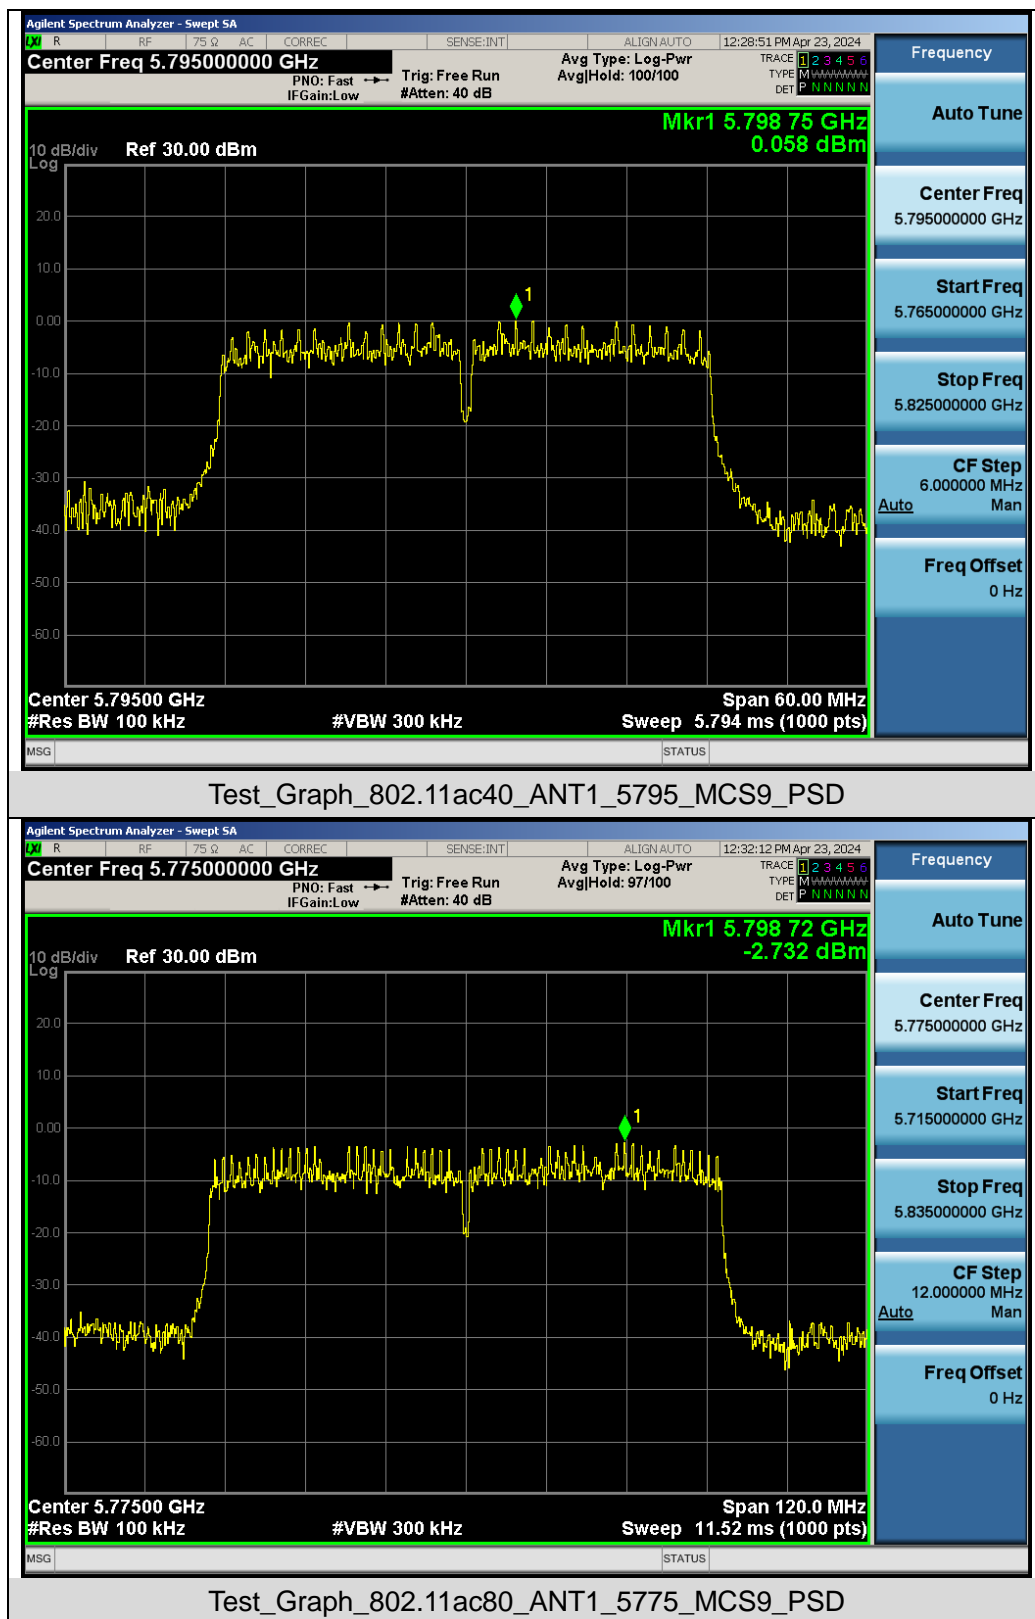 Agilent Spectrum Analyzer - Swept SA
LXI R RF 75 Ω AC CORREC SENSE:INT ALIGN AUTO 12:28:51 PM Apr 23, 2024
Center Freq 5.795000000 GHz
PNO: Fast
IFGain:Low
Trig: Free Run
#Atten: 40 dB
Avg Type: Log-Pwr
Avg|Hold: 100/100
TRACE 1 2 3 4 5 6
TYPE M WWWWW
DET P N N N N N
Mkr1 5.798 75 GHz
0.058 dBm
10 dB/div Ref 30.00 dBm
Log
20.0
10.0
0.00
-10.0
-20.0
-30.0
-40.0
-50.0
-60.0
1
Center 5.79500 GHz Span 60.00 MHz
#Res BW 100 kHz #VBW 300 kHz Sweep 5.794 ms (1000 pts)
MSG STATUS
Frequency
Auto Tune
Center Freq
5.795000000 GHz
Start Freq
5.765000000 GHz
Stop Freq
5.825000000 GHz
CF Step
6.000000 MHz
Auto Man
Freq Offset
0 Hz
Test_Graph_802.11ac40_ANT1_5795_MCS9_PSD
Agilent Spectrum Analyzer - Swept SA
LXI R RF 75 Ω AC CORREC SENSE:INT ALIGN AUTO 12:32:12 PM Apr 23, 2024
Center Freq 5.775000000 GHz
PNO: Fast
IFGain:Low
Trig: Free Run
#Atten: 40 dB
Avg Type: Log-Pwr
Avg|Hold: 97/100
TRACE 1 2 3 4 5 6
TYPE M WWWWW
DET P N N N N N
Mkr1 5.798 72 GHz
-2.732 dBm
10 dB/div Ref 30.00 dBm
Log
20.0
10.0
0.00
-10.0
-20.0
-30.0
-40.0
-50.0
-60.0
1
Center 5.77500 GHz Span 120.0 MHz
#Res BW 100 kHz #VBW 300 kHz Sweep 11.52 ms (1000 pts)
MSG STATUS
Frequency
Auto Tune
Center Freq
5.775000000 GHz
Start Freq
5.715000000 GHz
Stop Freq
5.835000000 GHz
CF Step
12.000000 MHz
Auto Man
Freq Offset
0 Hz
Test_Graph_802.11ac80_ANT1_5775_MCS9_PSD